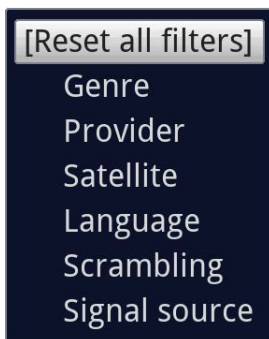 [Reset all filters]
Genre
Provider
Satellite
Language
Scrambling
Signal source